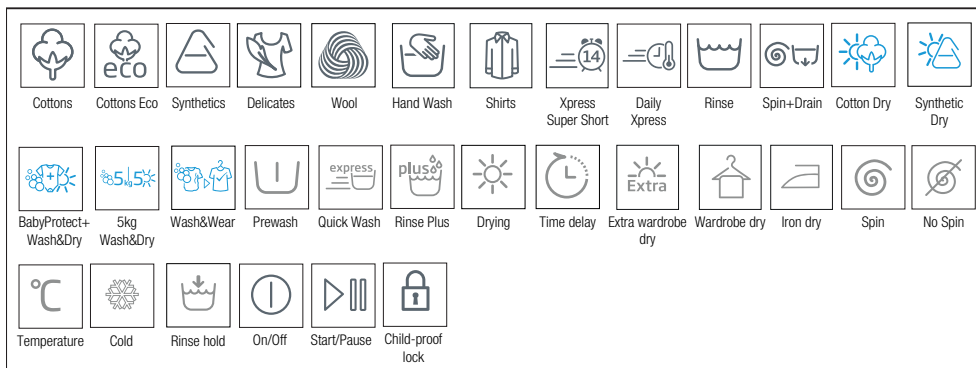 eco
14
Cottons Cottons Eco Synthetics Delicates Wool Hand Wash Shirts Xpress Super Short Daily Xpress Rinse Spin+Drain Cotton Dry Synthetic Dry
5kg 5
express
plus
Extra
BabyProtect+ Wash&Dry 5kg Wash&Dry Wash&Wear Prewash Quick Wash Rinse Plus Drying Time delay Extra wardrobe dry Wardrobe dry Iron dry Spin No Spin
°C
Temperature Cold Rinse hold On/Off Start/Pause Child-proof lock